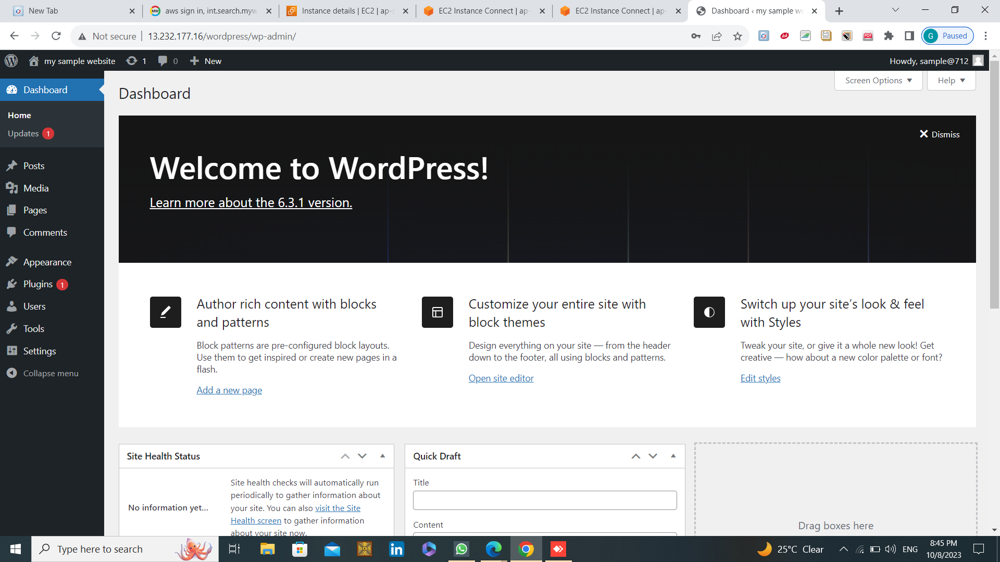 New Tab
aws sign in, int.search.myw
Instance details | EC2 | ap-s
EC2 Instance Connect | ap-
EC2 Instance Connect | ap-
Dashboard ‹ my sample we
Not secure
13.232.177.16/wordpress/wp-admin/
Ask
PDF
G Paused
my sample website
1
0
New
Howdy, sample@712
Dashboard
Home
Updates 1
Posts
Media
Pages
Comments
Appearance
Plugins 1
Users
Tools
Settings
Collapse menu
Dashboard
Screen Options
Help
Dismiss
Welcome to WordPress!
Learn more about the 6.3.1 version.
Author rich content with blocks
and patterns
Block patterns are pre-configured block layouts.
Use them to get inspired or create new pages in a
flash.
Add a new page
Customize your entire site with
block themes
Design everything on your site — from the header
down to the footer, all using blocks and patterns.
Open site editor
Switch up your site’s look & feel
with Styles
Tweak your site, or give it a whole new look! Get
creative — how about a new color palette or font?
Edit styles
Site Health Status
No information yet...
Site health checks will automatically run
periodically to gather information about
your site. You can also visit the Site
Health screen to gather information
about your site now.
Quick Draft
Title
Content
Drag boxes here
Type here to search
25°C Clear
ENG
8:45 PM
10/8/2023